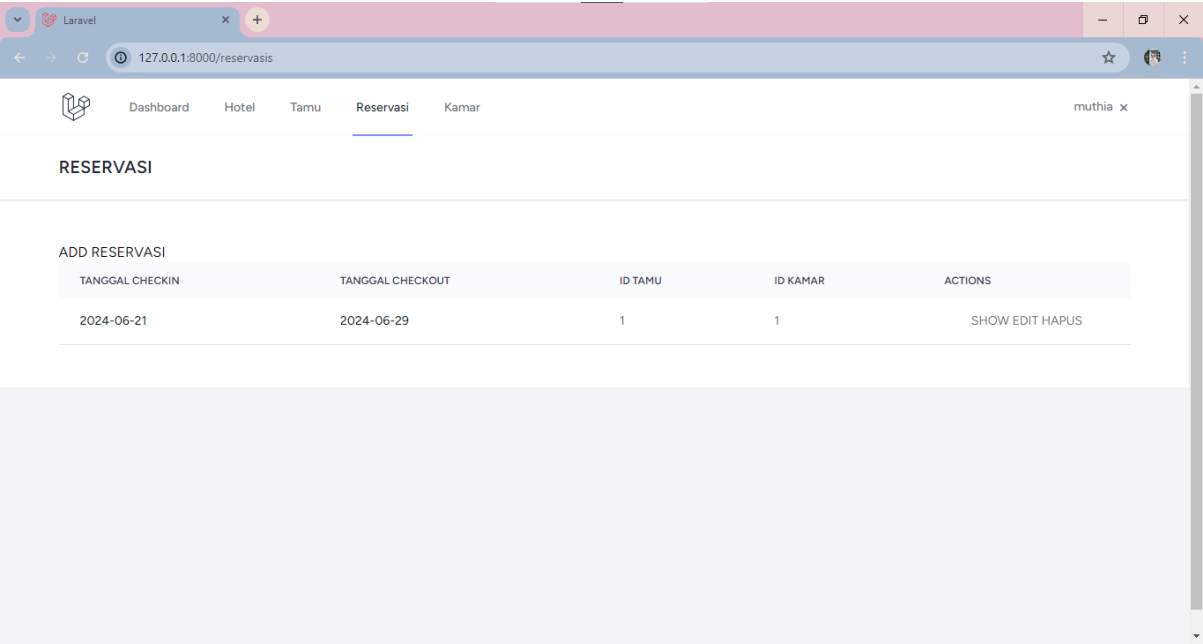 Laravel
127.0.0.1:8000/reservasis
Dashboard Hotel Tamu Reservasi Kamar muthia
RESERVASI
ADD RESERVASI
TANGGAL CHECKIN TANGGAL CHECKOUT ID TAMU ID KAMAR ACTIONS
2024-06-21 2024-06-29 1 1 SHOW EDIT HAPUS